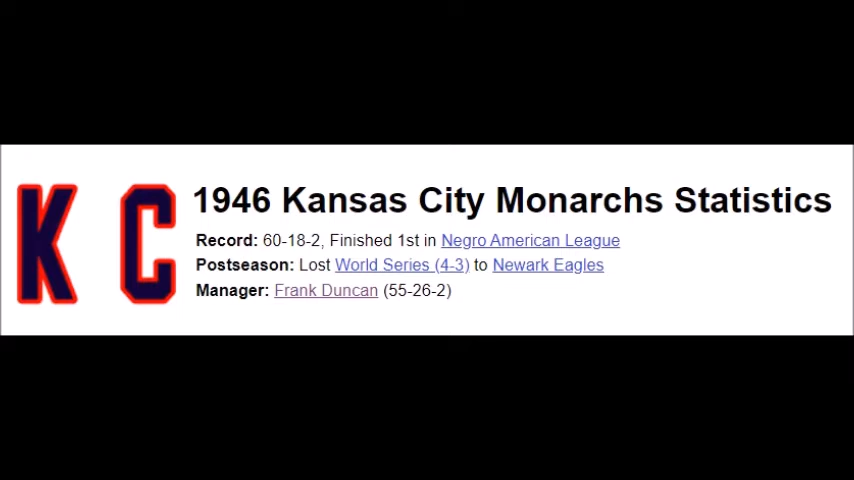 K C
1946 Kansas City Monarchs Statistics
Record: 60-18-2, Finished 1st in Negro American League
Postseason: Lost World Series (4-3) to Newark Eagles
Manager: Frank Duncan (55-26-2)